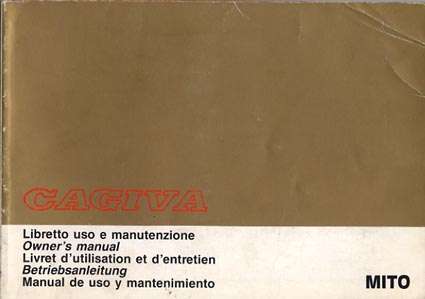 CAGIVA
Libretto uso e manutenzione
Owner's manual
Livret d'utilisation et d'entretien
Betriebsanleitung
Manual de uso y mantenimiento
MITO